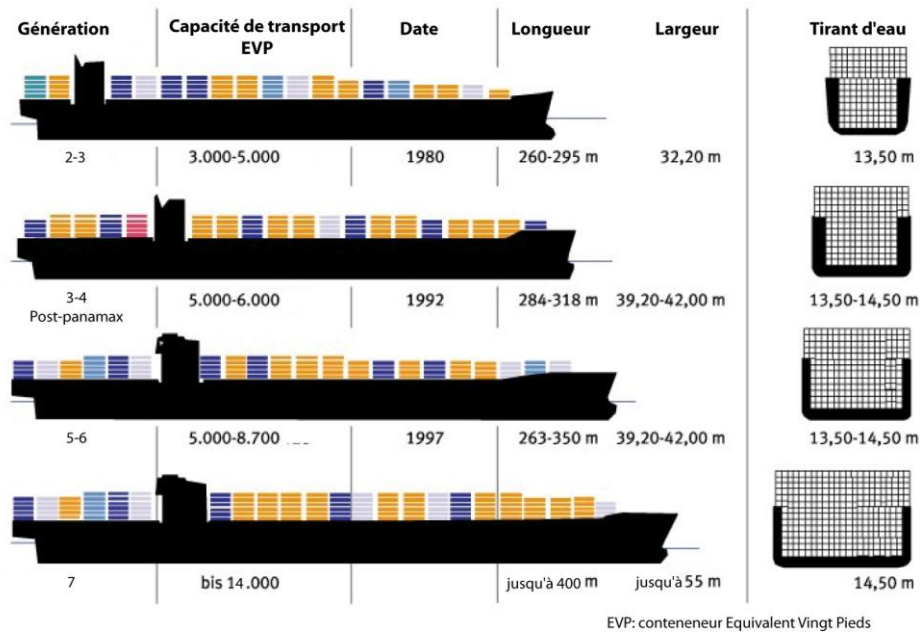 Génération Capacité de transport EVP Date Longueur Largeur Tirant d'eau
2-3 3.000-5.000 1980 260-295 m 32,20 m 13,50 m
3-4 Post-panamax 5.000-6.000 1992 284-318 m 39,20-42,00 m 13,50-14,50 m
5-6 5.000-8.700 1997 263-350 m 39,20-42,00 m 13,50-14,50 m
7 bis 14.000 jusqu'à 400 m jusqu'à 55 m 14,50 m
EVP: conteneneur Equivalent Vingt Pieds